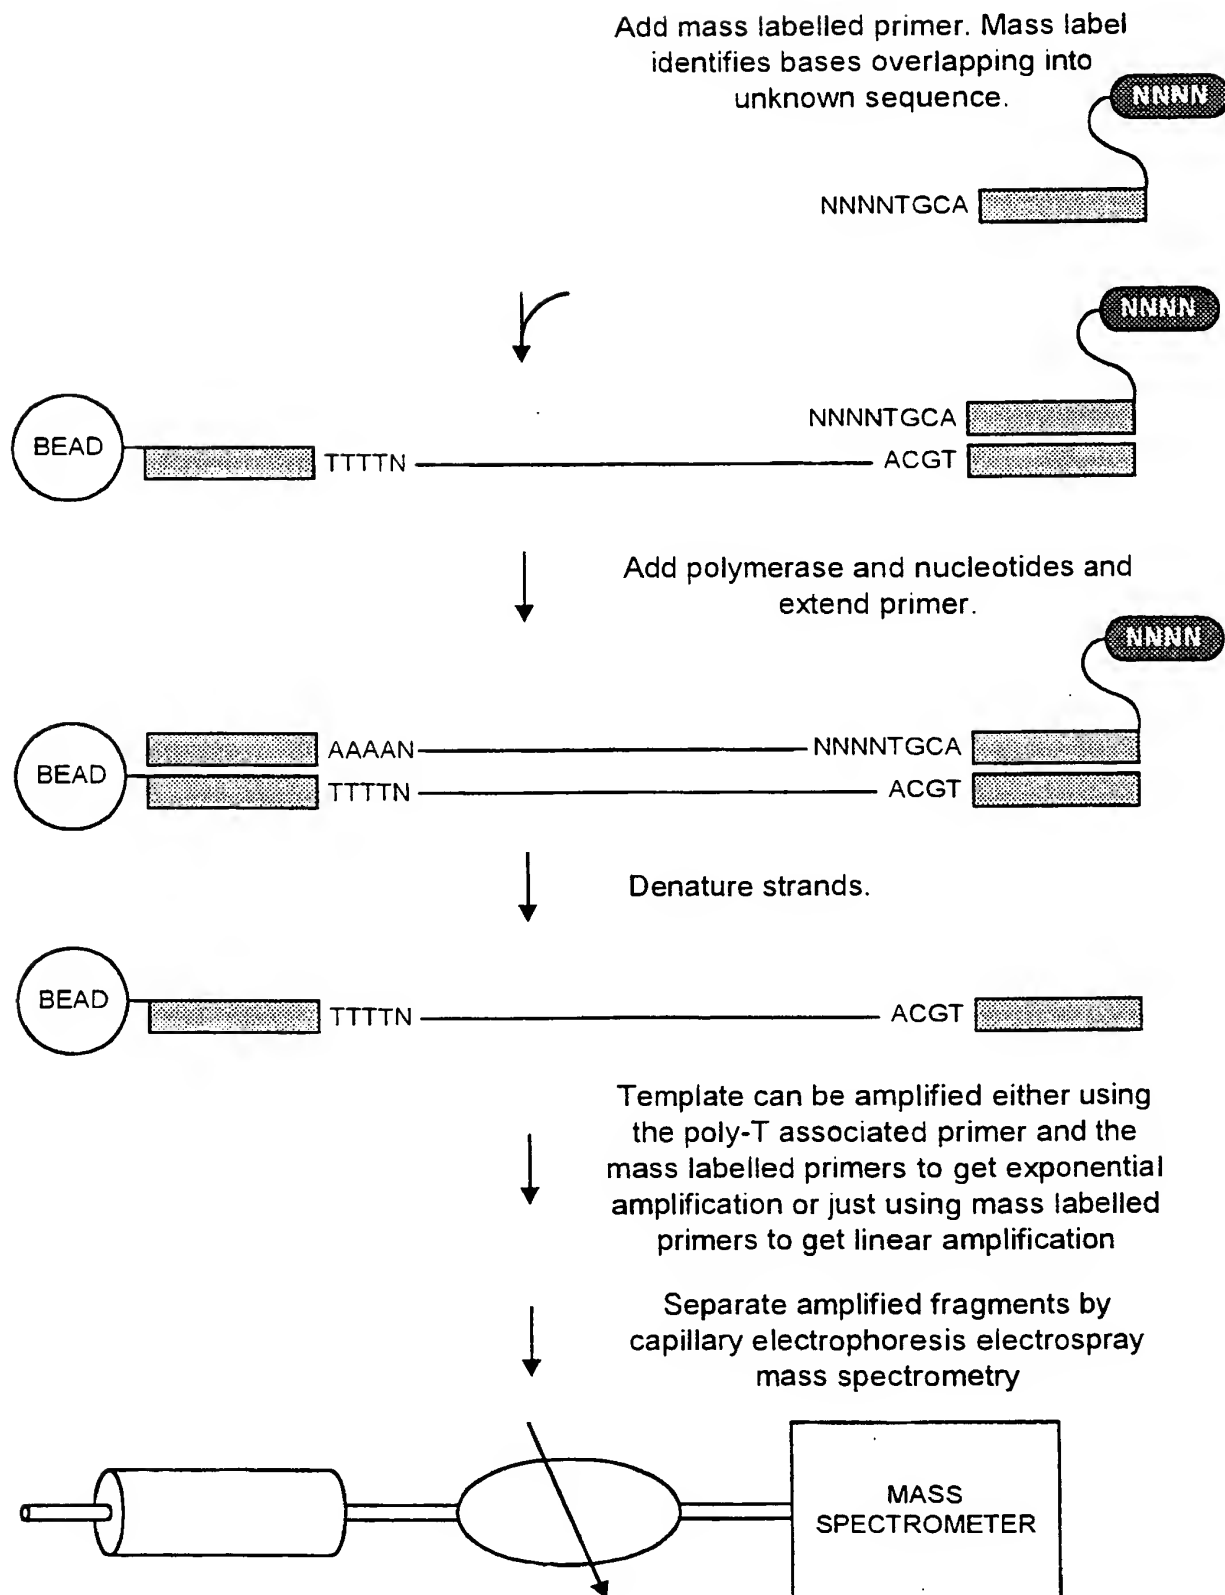 Add mass labelled primer. Mass label
identifies bases overlapping into
unknown sequence.
NNNN
NNNNTGCA
NNNN
NNNNTGCA
BEAD
TTTTN
ACGT
Add polymerase and nucleotides and
extend primer.
NNNN
AAAAN
NNNNTGCA
BEAD
TTTTN
ACGT
Denature strands.
BEAD
TTTTN
ACGT
Template can be amplified either using
the poly-T associated primer and the
mass labelled primers to get exponential
amplification or just using mass labelled
primers to get linear amplification
Separate amplified fragments by
capillary electrophoresis electrospray
mass spectrometry
MASS
SPECTROMETER